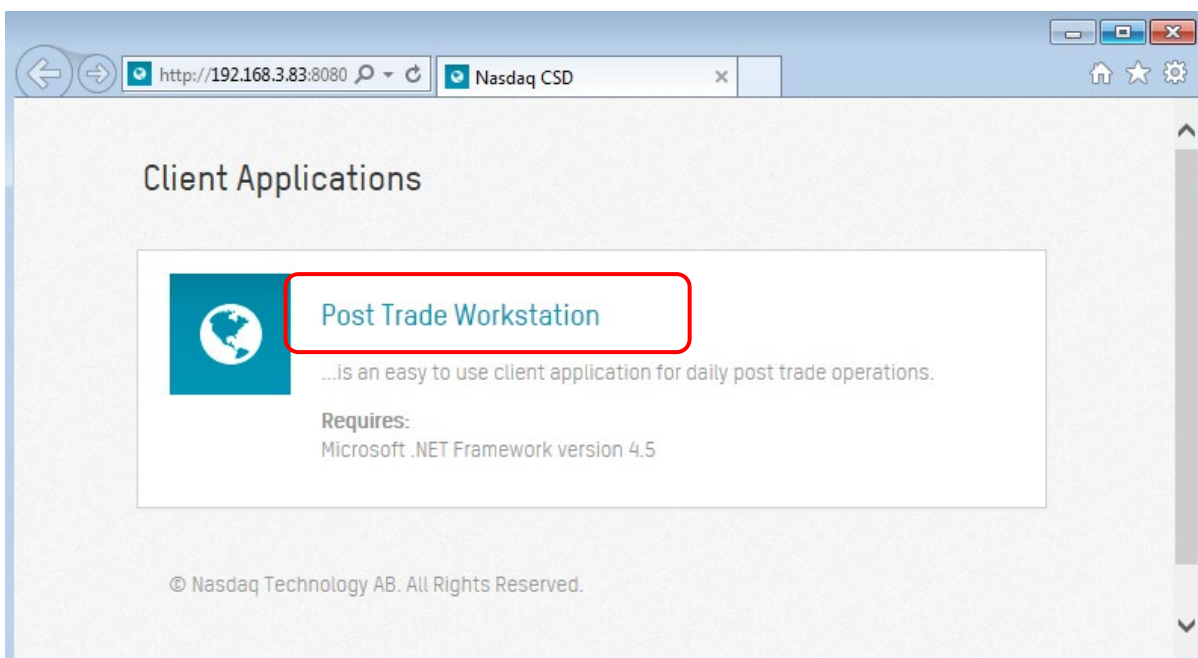 http://192.168.3.83:8080
Nasdaq CSD
Client Applications
Post Trade Workstation
...is an easy to use client application for daily post trade operations.
Requires:
Microsoft .NET Framework version 4.5
© Nasdaq Technology AB. All Rights Reserved.